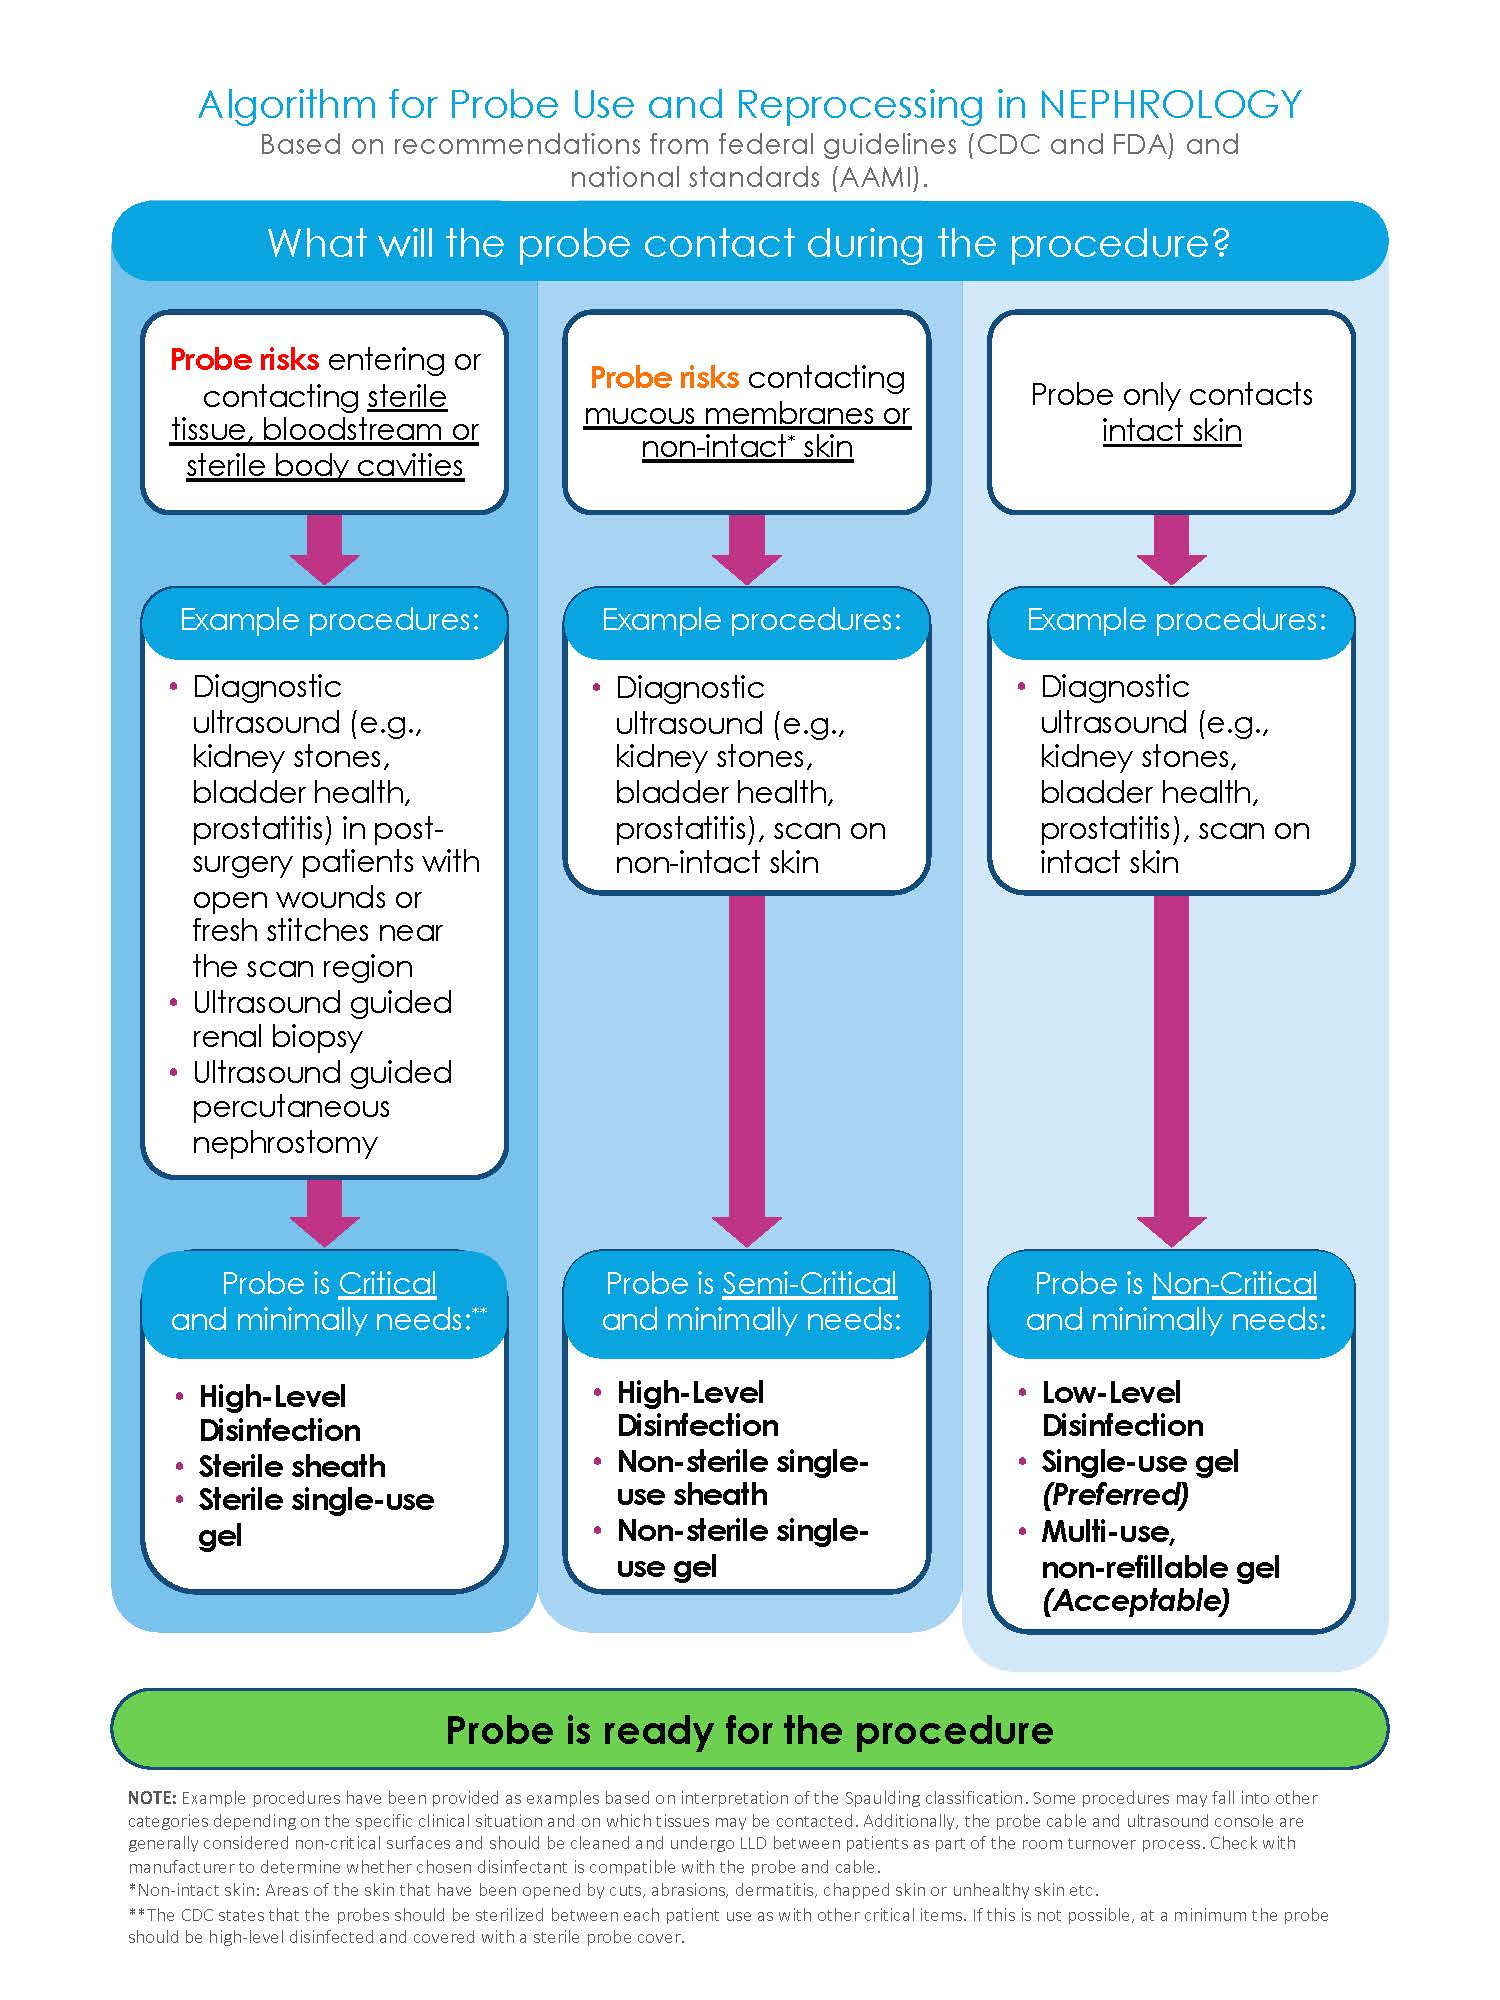 Algorithm for Probe Use and Reprocessing in NEPHROLOGY
Based on recommendations from federal guidelines (CDC and FDA) and
national standards (AAMI).
What will the probe contact during the procedure?
Probe risks entering or
contacting sterile
tissue, bloodstream or
sterile body cavities
Example procedures:
• Diagnostic
ultrasound (e.g.,
kidney stones,
bladder health,
prostatitis) in post-
surgery patients with
open wounds or
fresh stitches near
the scan region
• Ultrasound guided
renal biopsy
• Ultrasound guided
percutaneous
nephrostomy
Probe is Critical
and minimally needs:**
• High-Level
Disinfection
• Sterile sheath
• Sterile single-use
gel
Probe risks contacting
mucous membranes or
non-intact* skin
Example procedures:
• Diagnostic
ultrasound (e.g.,
kidney stones,
bladder health,
prostatitis), scan on
non-intact skin
Probe is Semi-Critical
and minimally needs:
• High-Level
Disinfection
• Non-sterile single-
use sheath
• Non-sterile single-
use gel
Probe only contacts
intact skin
Example procedures:
• Diagnostic
ultrasound (e.g.,
kidney stones,
bladder health,
prostatitis), scan on
intact skin
Probe is Non-Critical
and minimally needs:
• Low-Level
Disinfection
• Single-use gel
(Preferred)
• Multi-use,
non-refillable gel
(Acceptable)
Probe is ready for the procedure
NOTE: Example procedures have been provided as examples based on interpretation of the Spaulding classification. Some procedures may fall into other
categories depending on the specific clinical situation and on which tissues may be contacted. Additionally, the probe cable and ultrasound console are
generally considered non-critical surfaces and should be cleaned and undergo LLD between patients as part of the room turnover process. Check with
manufacturer to determine whether chosen disinfectant is compatible with the probe and cable.
*Non-intact skin: Areas of the skin that have been opened by cuts, abrasions, dermatitis, chapped skin or unhealthy skin etc.
**The CDC states that the probes should be sterilized between each patient use as with other critical items. If this is not possible, at a minimum the probe
should be high-level disinfected and covered with a sterile probe cover.